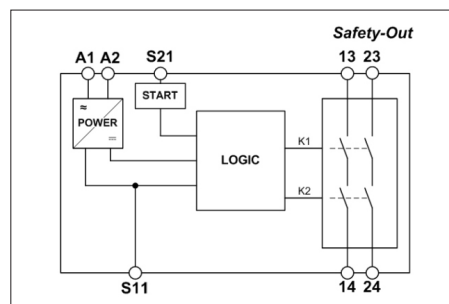 Safety-Out
A1 A2 S21 13 23
≂
POWER
⎓
START
LOGIC
K1
K2
S11 14 24